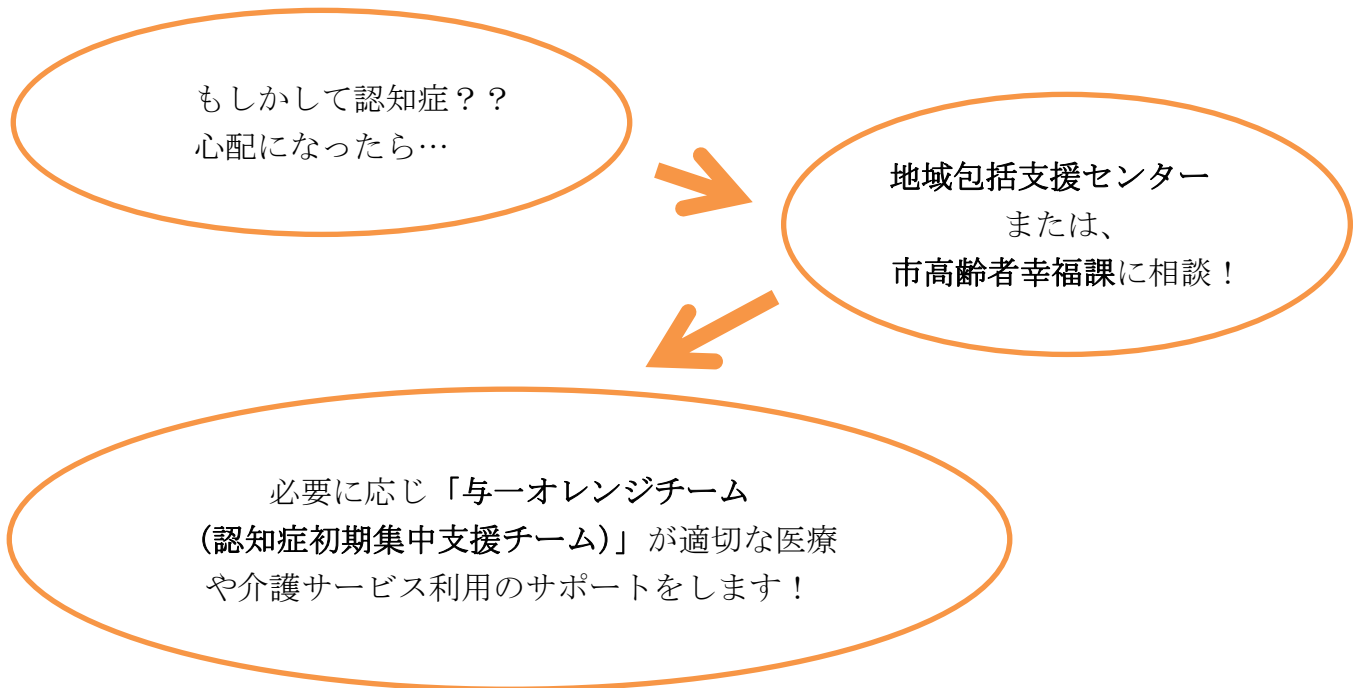 もしかして認知症？？
心配になったら…
地域包括支援センター
または、
市高齢者幸福課に相談！
必要に応じ「与一オレンジチーム
（認知症初期集中支援チーム）」が適切な医療
や介護サービス利用のサポートをします！